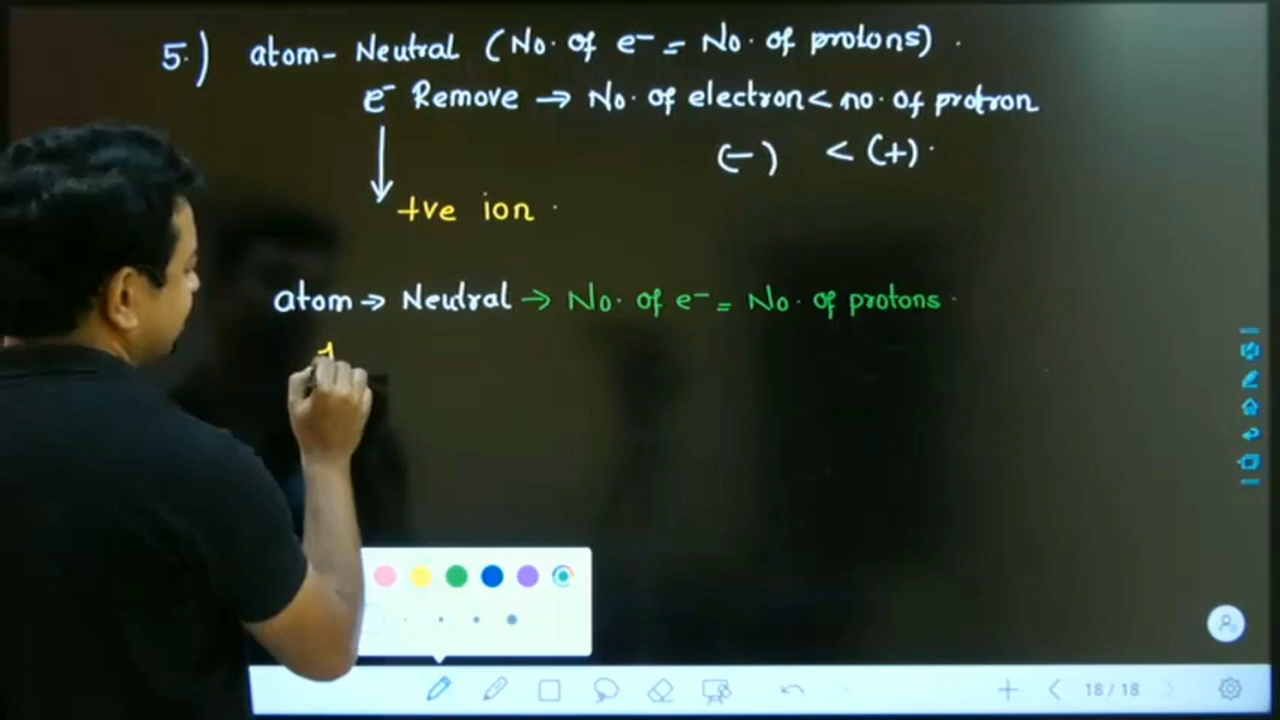 5.) atom- Neutral (No. of e⁻ = No. of protons).
e⁻ Remove → No. of electron < no. of protron
(-) < (+).
+ve ion.
atom → Neutral → No. of e⁻ = No. of protons.
18/18